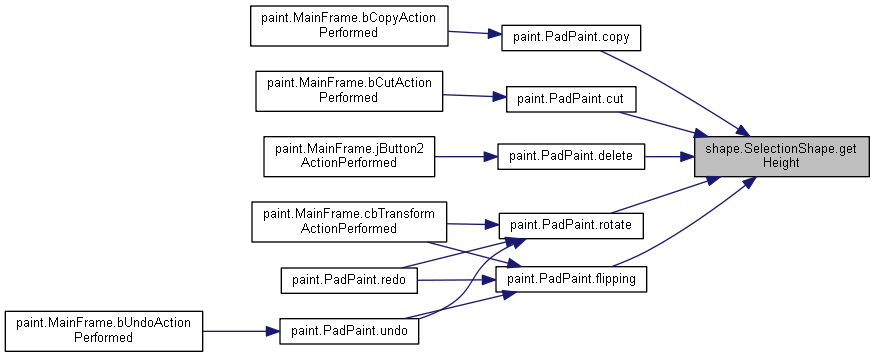 paint.MainFrame.bCopyAction
Performed
paint.PadPaint.copy
paint.MainFrame.bCutAction
Performed
paint.PadPaint.cut
paint.MainFrame.jButton2
ActionPerformed
paint.PadPaint.delete
shape.SelectionShape.get
Height
paint.MainFrame.cbTransform
ActionPerformed
paint.PadPaint.rotate
paint.PadPaint.redo
paint.PadPaint.flipping
paint.MainFrame.bUndoAction
Performed
paint.PadPaint.undo